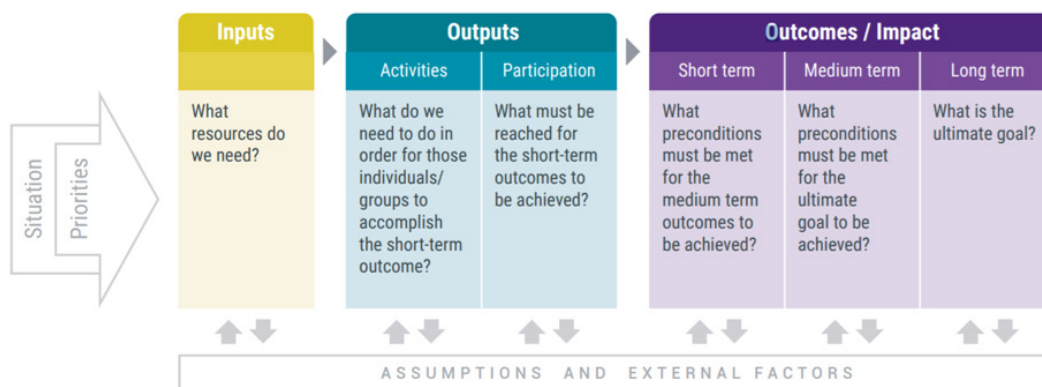 Inputs
Outputs
Outcomes / Impact
Activities
Participation
Short term
Medium term
Long term
Situation
Priorities
What
resources do
we need?
What do we
need to do in
order for those
individuals/
groups to
accomplish
the short-term
outcome?
What must be
reached for
the short-term
outcomes to
be achieved?
What
preconditions
must be met
for the
medium term
outcomes to
be achieved?
What
preconditions
must be met
for the
ultimate
goal to be
achieved?
What is the
ultimate goal?
ASSUMPTIONS AND EXTERNAL FACTORS